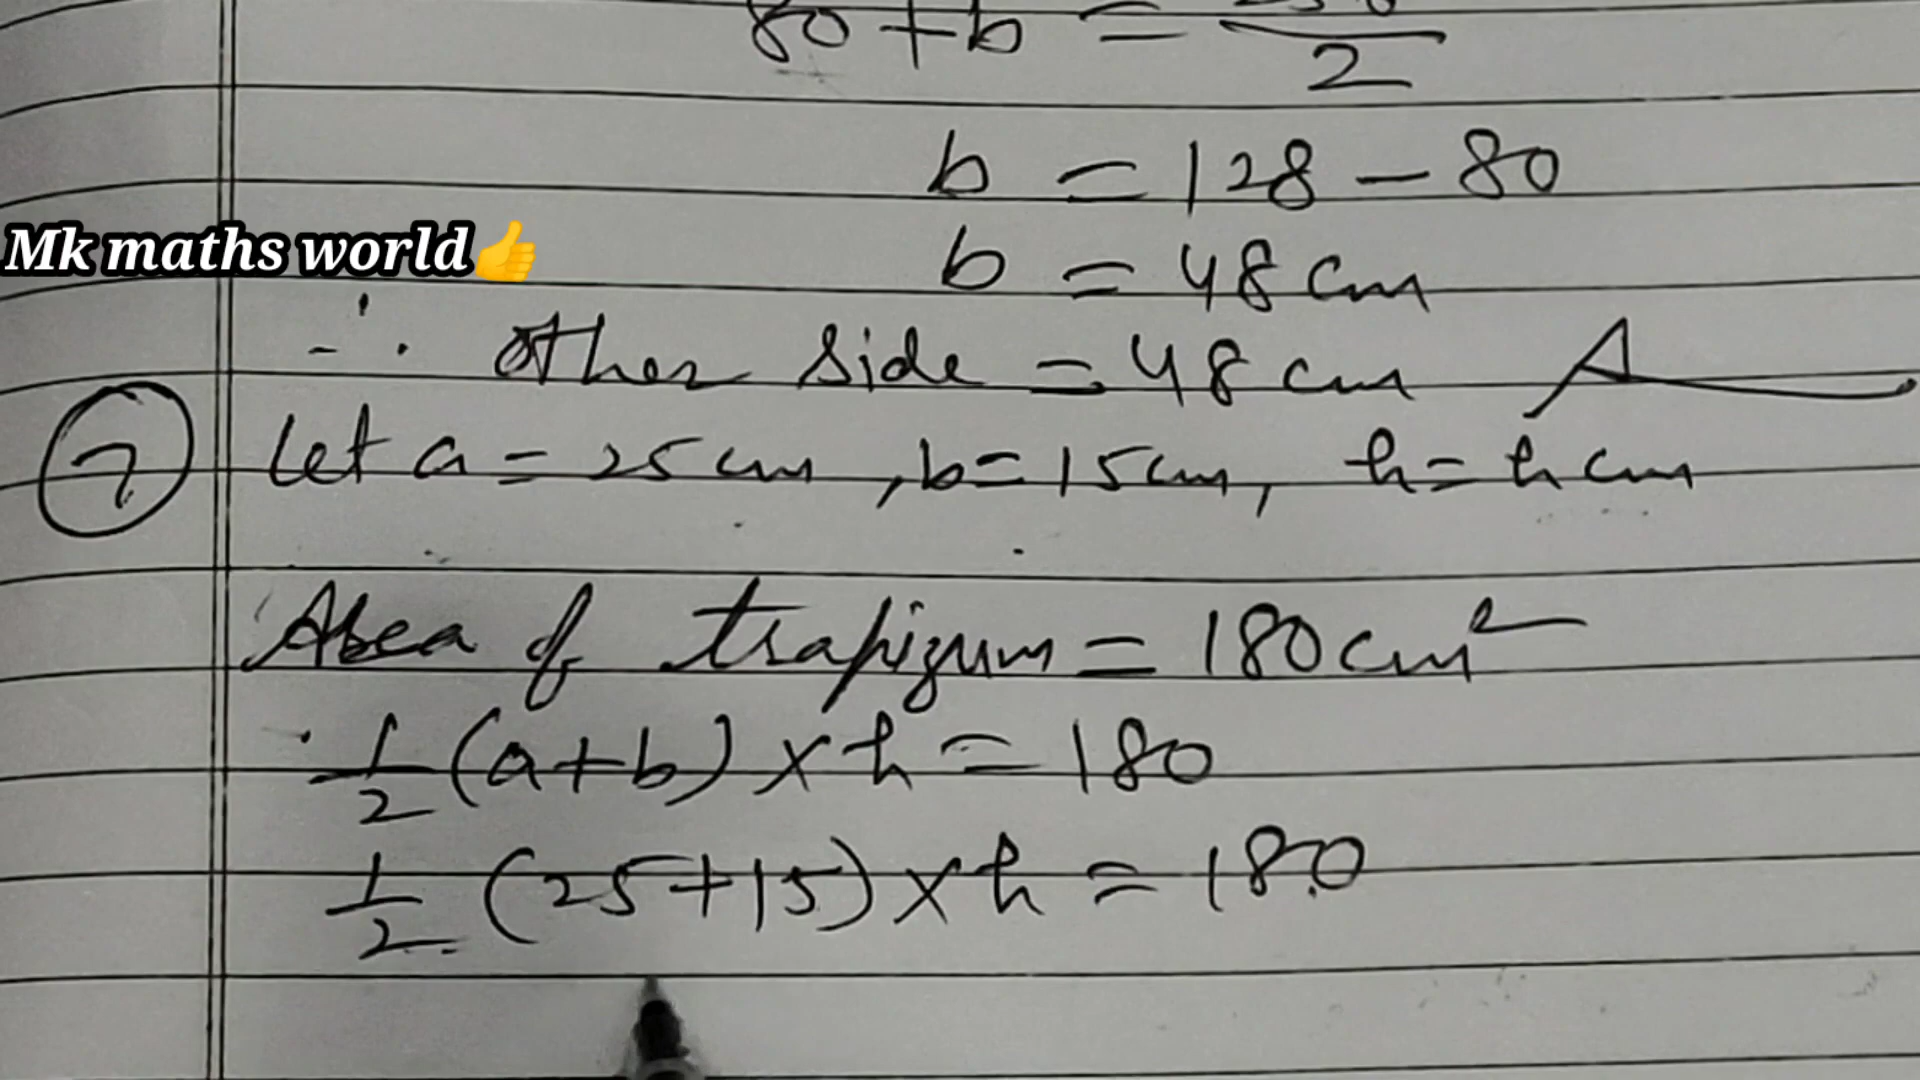 80 + b = 256/2
b = 128 - 80
Mk maths world👍
b = 48 cm
∴ other side = 48 cm A
7 let a = 25 cm, b = 15 cm, h = h cm
Area of trapizum = 180 cm²
1/2 (a+b) × h = 180
1/2 (25+15) × h = 180